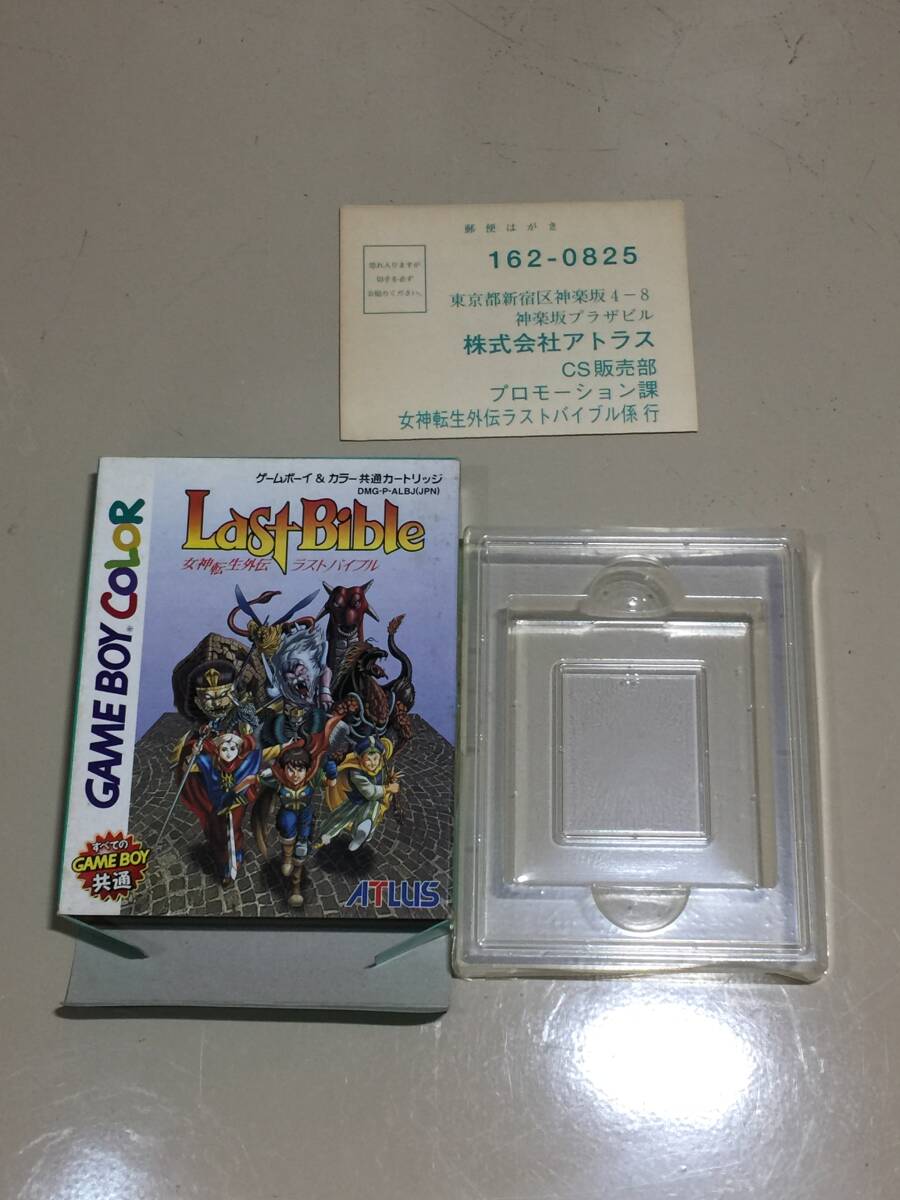 郵便はがき
162-0825
恐れ入りますが
切手を必ず
お貼りください。
東京都新宿区神楽坂4-8
神楽坂プラザビル
株式会社アトラス
CS販売部
プロモーション課
女神転生外伝ラストバイブル係 行
ゲームボーイ & カラー共通カートリッジ
DMG-P-ALBJ(JPN)
Last Bible
女神転生外伝 ラストバイブル
GAME BOY COLOR
すべての
GAME BOY
共通
ATLUS